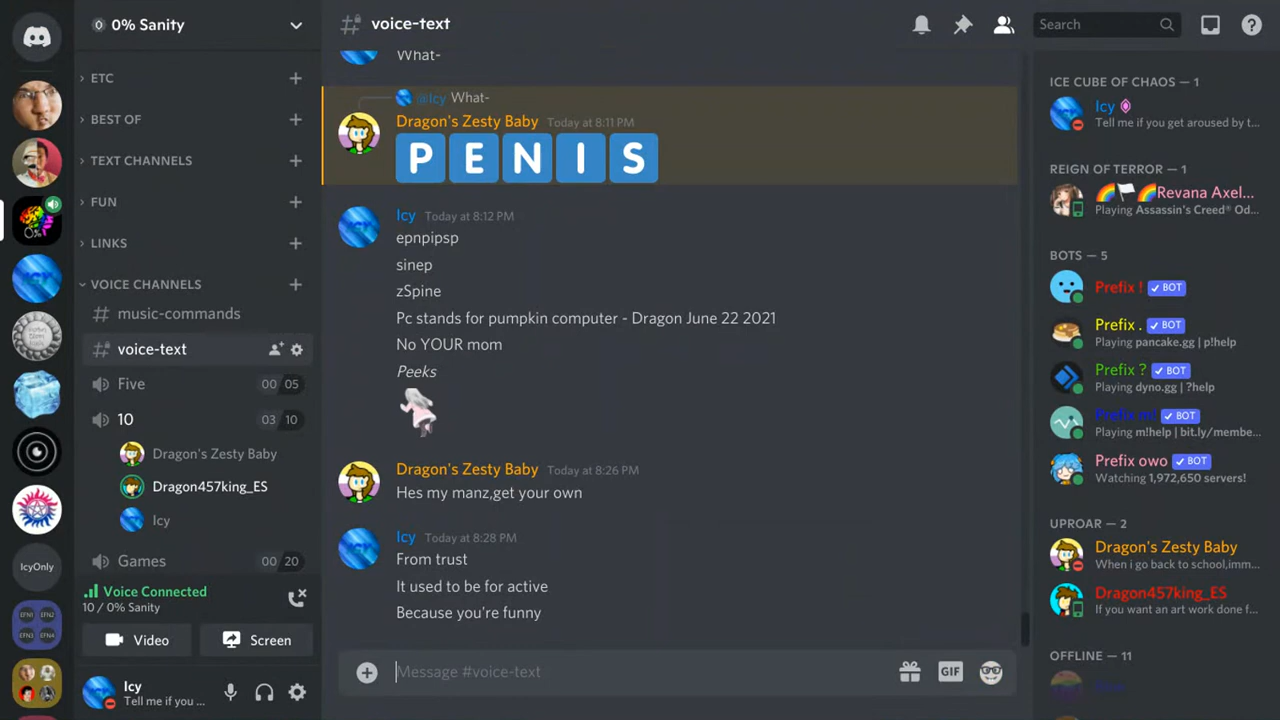 0% Sanity
ETC
BEST OF
TEXT CHANNELS
FUN
LINKS
VOICE CHANNELS
music-commands
voice-text
Five 00 05
10 03 10
Dragon's Zesty Baby
Dragon457king_ES
Icy
Games 00 20
Voice Connected
10 / 0% Sanity
Video Screen
Icy
Tell me if you ...
IcyOnly
EFN1 EFN2
EFN3 EFN4
voice-text
What-
@Icy What-
Dragon's Zesty Baby Today at 8:11 PM
P E N I S
Icy Today at 8:12 PM
epnpipsp
sinep
zSpine
Pc stands for pumpkin computer - Dragon June 22 2021
No YOUR mom
Peeks
Dragon's Zesty Baby Today at 8:26 PM
Hes my manz,get your own
Icy Today at 8:28 PM
From trust
It used to be for active
Because you're funny
Message #voice-text
GIF
Search
ICE CUBE OF CHAOS — 1
Icy
Tell me if you get aroused by t...
REIGN OF TERROR — 1
Revana Axel...
Playing Assassin's Creed® Od...
BOTS — 5
Prefix ! BOT
Prefix . BOT
Playing pancake.gg | p!help
Prefix ? BOT
Playing dyno.gg | ?help
Prefix m! BOT
Playing m!help | bit.ly/membe...
Prefix owo BOT
Watching 1,972,650 servers!
UPROAR — 2
Dragon's Zesty Baby
When i go back to school,imm...
Dragon457king_ES
If you want an art work done f...
OFFLINE — 11